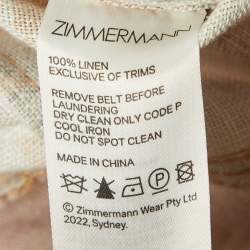 ZIMMERMANN
100% LINEN
EXCLUSIVE OF TRIMS
REMOVE BELT BEFORE
LAUNDERING
DRY CLEAN ONLY CODE P
COOL IRON
DO NOT SPOT CLEAN
MADE IN CHINA
P
© Zimmermann Wear Pty Ltd
2022, Sydney.